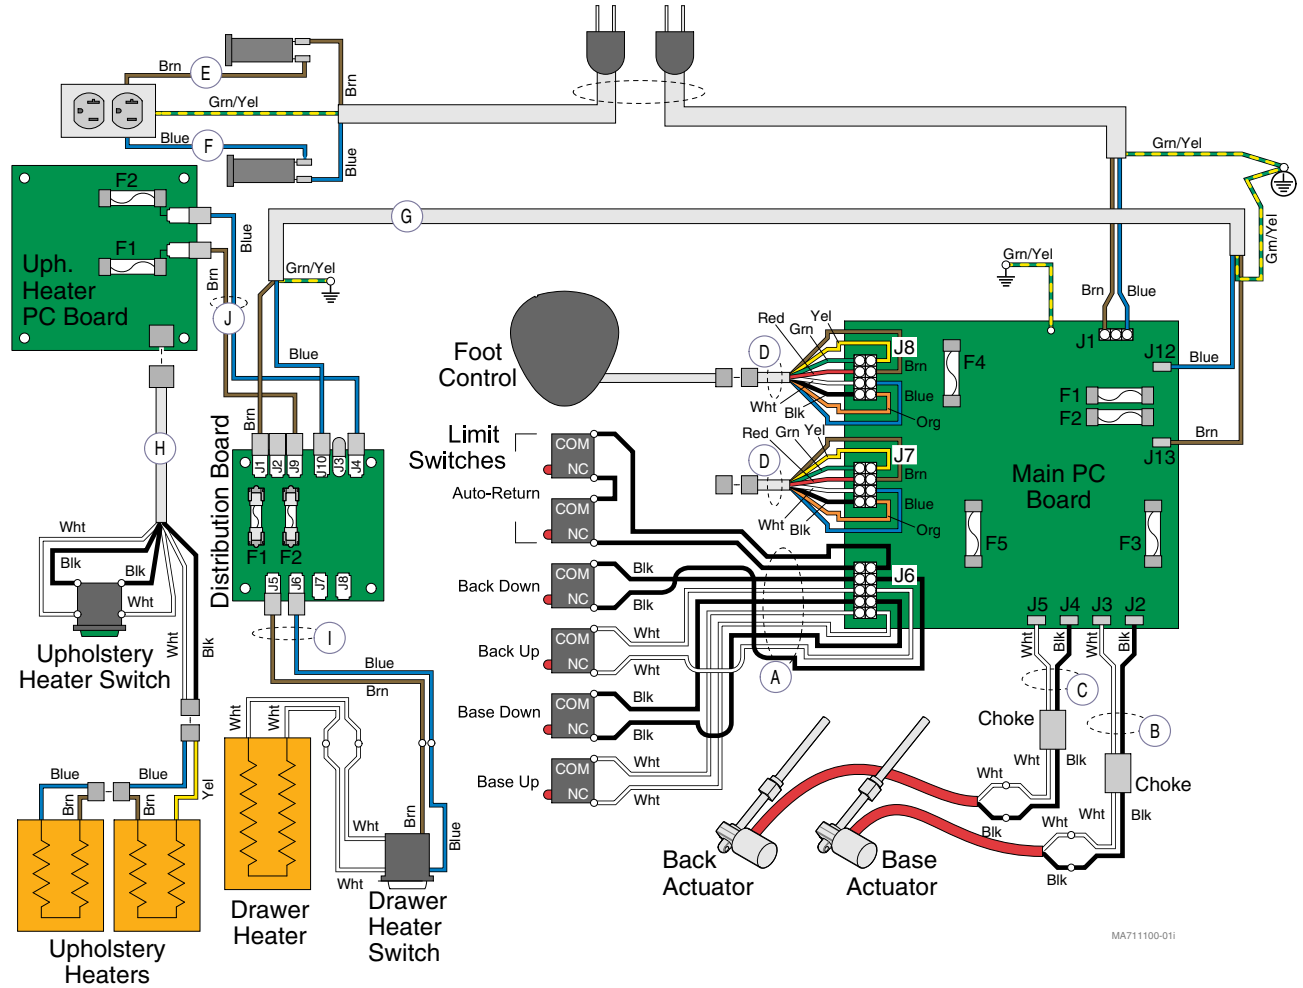 Brn
E
Brn
Grn/Yel
Blue
F
Blue
Grn/Yel
Grn/Yel
F2
F1
Uph.
Heater
PC Board
Blue
Brn
J
G
Grn/Yel
Grn/Yel
Brn
Blue
Blue
Brn
Foot
Control
D
Red
Grn
Yel
Wht
Blk
J8
Brn
Blue
Org
F4
J1
J12
Blue
F1
F2
Brn
J13
Main PC
Board
H
Distribution Board
J1
J2
J9
J10
J3
J4
F1
F2
J5
J6
J7
J8
Limit
Switches
Auto-Return
COM
NC
COM
NC
D
Red
Grn
Yel
Wht
Blk
J7
Brn
Blue
Org
F5
F3
Wht
Blk
Blk
Wht
Upholstery
Heater Switch
Wht
Blk
Back Down
COM
NC
Blk
Blk
J6
J5
J4
J3
J2
Back Up
COM
NC
Wht
Wht
A
Base Down
COM
NC
Blk
Blk
Base Up
COM
NC
Wht
Wht
I
Blue
Brn
Wht
Wht
Wht
Wht
Brn
Blue
Wht
Blk
Wht
Blk
C
B
Choke
Choke
Wht
Blk
Wht
Blk
Wht
Blk
Wht
Blk
Back
Actuator
Base
Actuator
Blue
Blue
Brn
Brn
Yel
Upholstery
Heaters
Drawer
Heater
Drawer
Heater
Switch
MA711100-01i